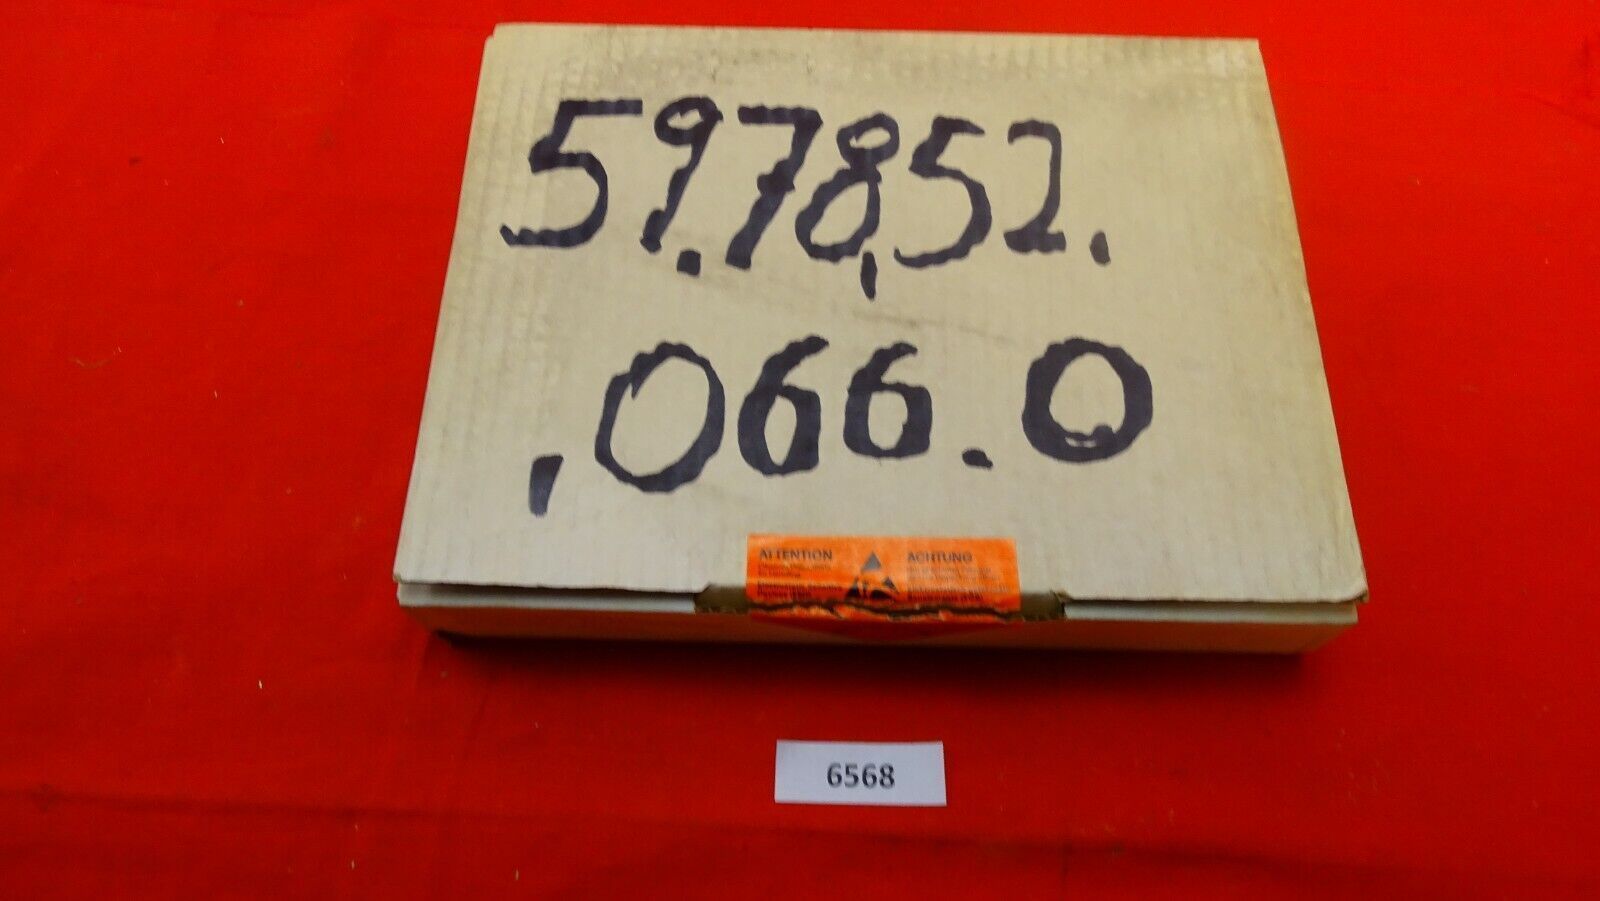 59.78,52.
,066.0
ATTENTION
ACHTUNG
6568